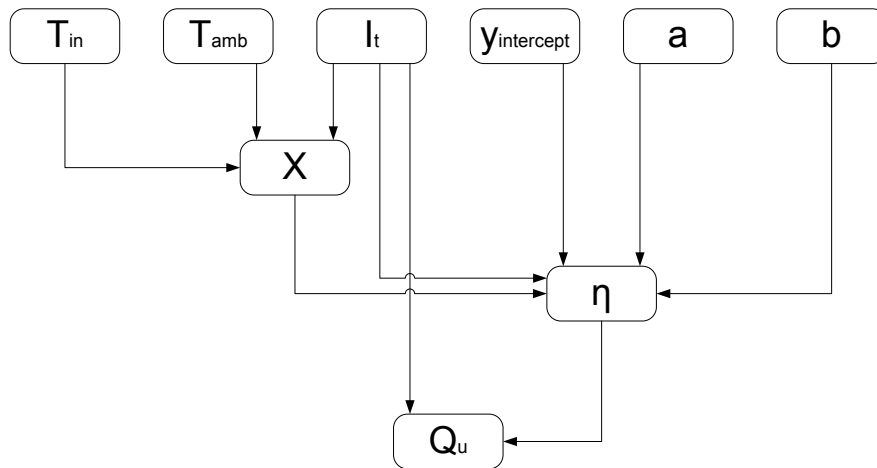 Tin Tamb It yintercept a b
X
η
Qu